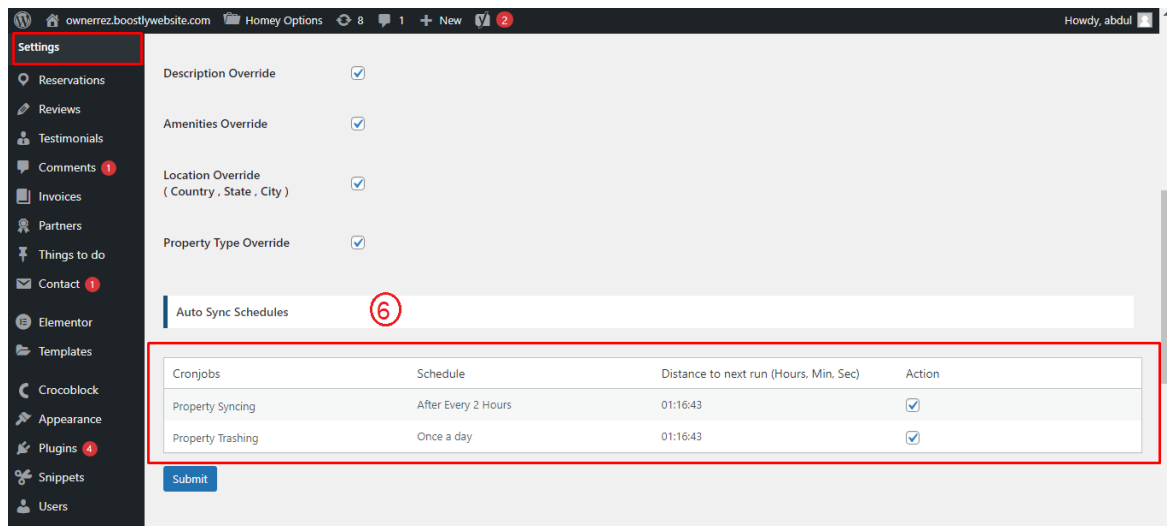 ownerrez.boostlywebsite.com Homey Options 8 1 + New 2 Howdy, abdul
Settings
Reservations
Reviews
Testimonials
Comments 1
Invoices
Partners
Things to do
Contact 1
Elementor
Templates
Crocoblock
Appearance
Plugins 4
Snippets
Users
Description Override
Amenities Override
Location Override
( Country , State , City )
Property Type Override
Auto Sync Schedules 6
Cronjobs Schedule Distance to next run (Hours, Min, Sec) Action
Property Syncing After Every 2 Hours 01:16:43
Property Trashing Once a day 01:16:43
Submit